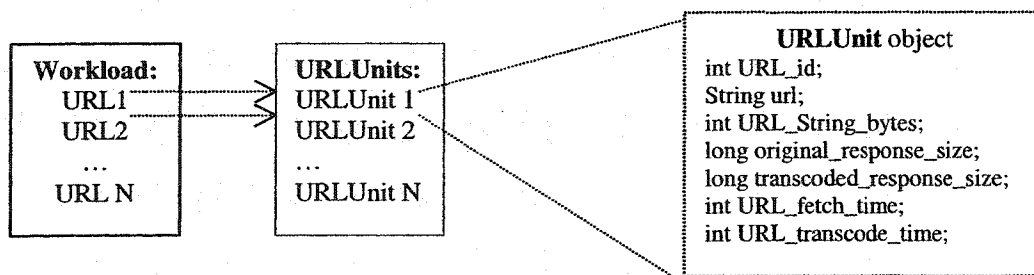 Workload:
URL1
URL2
...
URL N
URLUnits:
URLUnit 1
URLUnit 2
...
URLUnit N
URLUnit object
int URL_id;
String url;
int URL_String_bytes;
long original_response_size;
long transcoded_response_size;
int URL_fetch_time;
int URL_transcode_time;